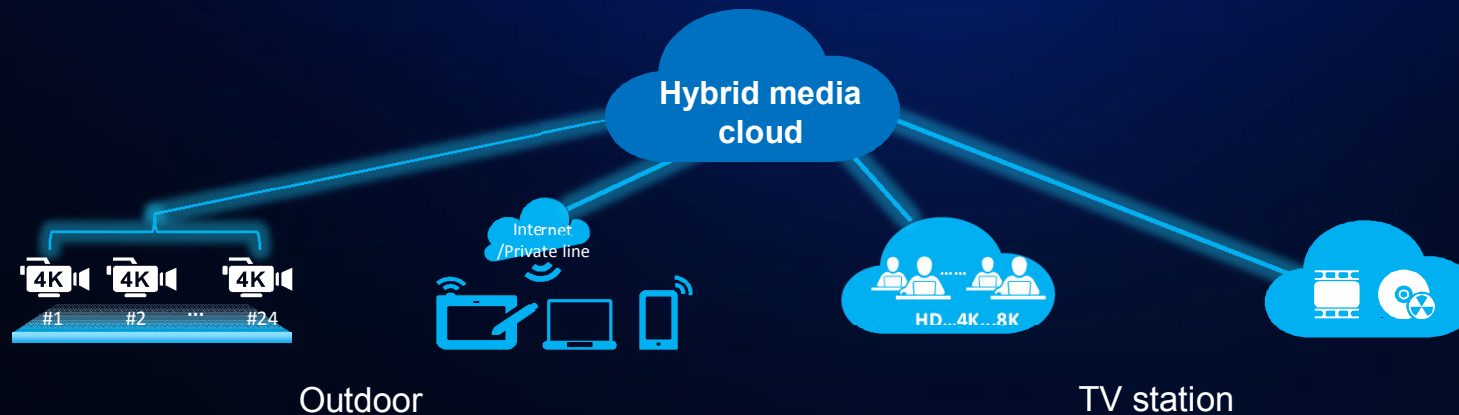 Hybrid media
cloud
Internet
/Private line
4K
4K
4K
#1
#2
...
#24
......
HD...4K...8K
Outdoor
TV station